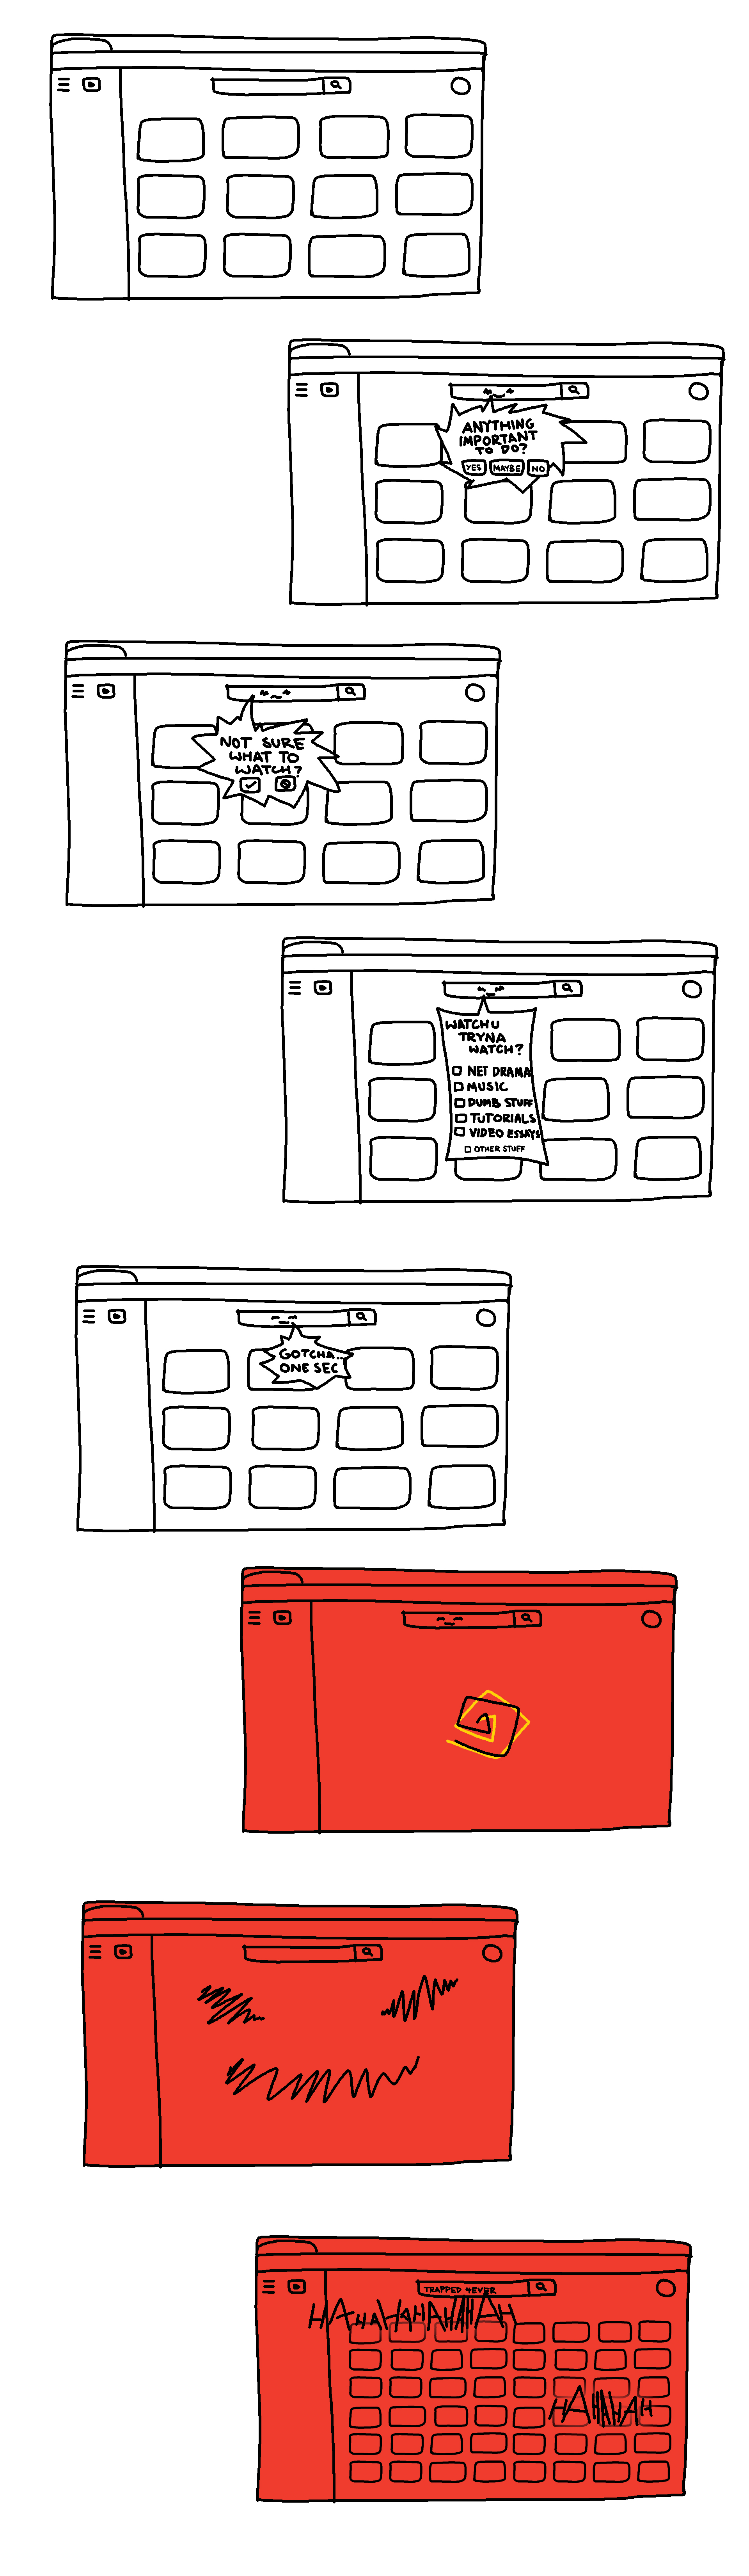 ANYTHING
IMPORTANT
TO DO?
YES MAYBE NO
NOT SURE
WHAT TO
WATCH?
WATCHU
TRYNA
WATCH?
NET DRAMA
MUSIC
DUMB STUFF
TUTORIALS
VIDEO ESSAYS
OTHER STUFF
GOTCHA..
ONE SEC
TRAPPED 4EVER
HAHAHAHAHAHAH
HAHAHAH